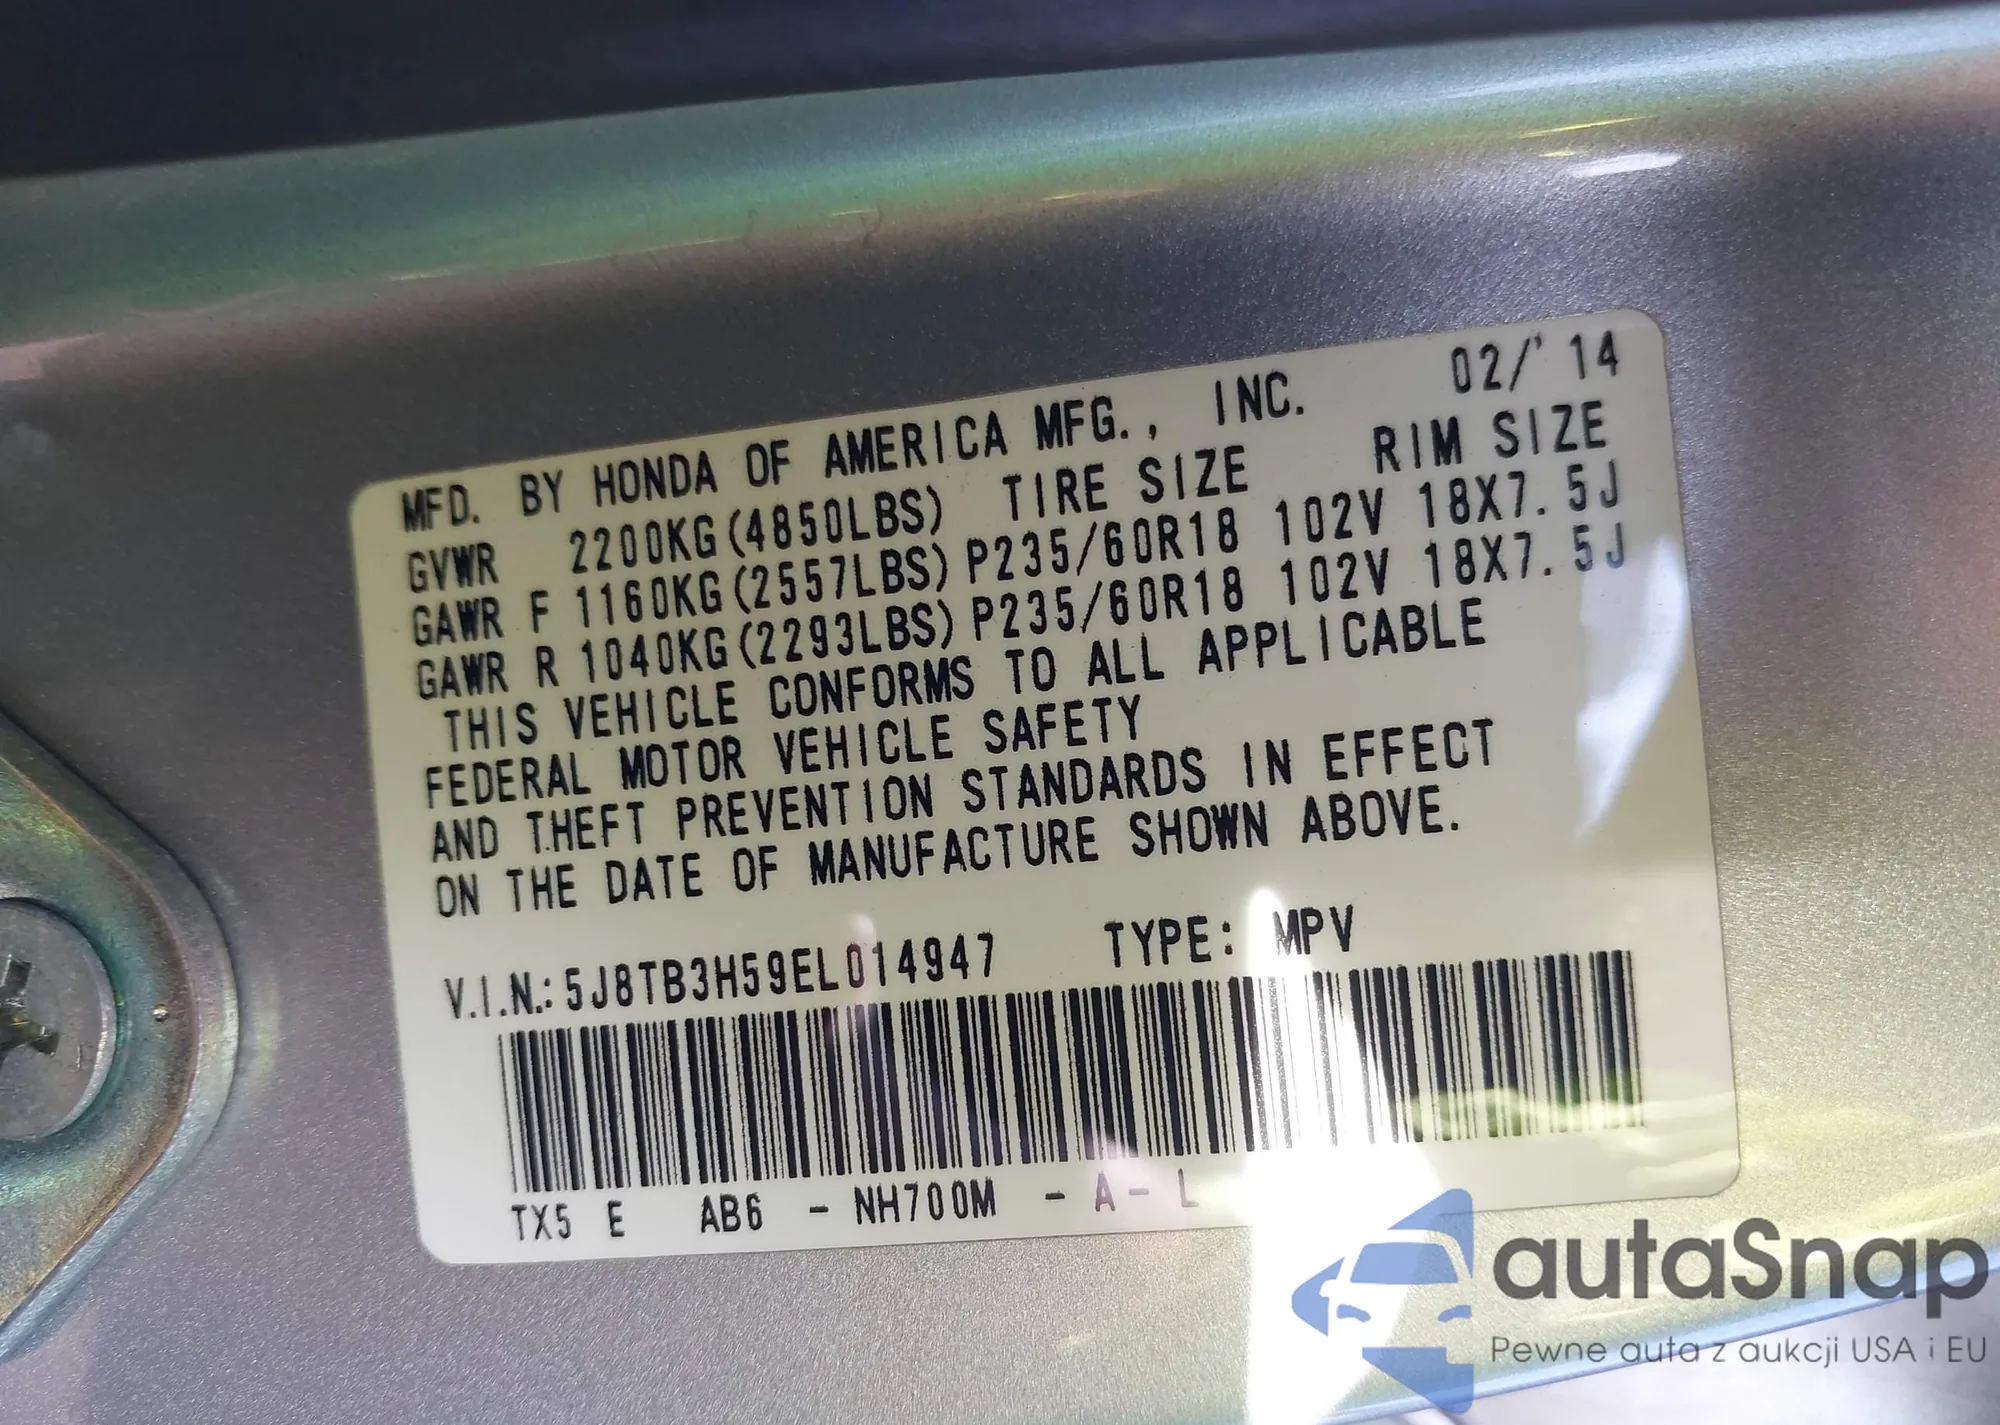 MFD. BY HONDA OF AMERICA MFG., INC. 02/'14
GVWR 2200KG(4850LBS) TIRE SIZE RIM SIZE
GAWR F 1160KG(2557LBS) P235/60R18 102V 18X7.5J
GAWR R 1040KG(2293LBS) P235/60R18 102V 18X7.5J
THIS VEHICLE CONFORMS TO ALL APPLICABLE
FEDERAL MOTOR VEHICLE SAFETY
AND THEFT PREVENTION STANDARDS IN EFFECT
ON THE DATE OF MANUFACTURE SHOWN ABOVE.
V.I.N.: 5J8TB3H59EL014947 TYPE: MPV
TX5 E AB6 - NH700M - A - L
autaSnap
Pewne auta z aukcji USA i EU